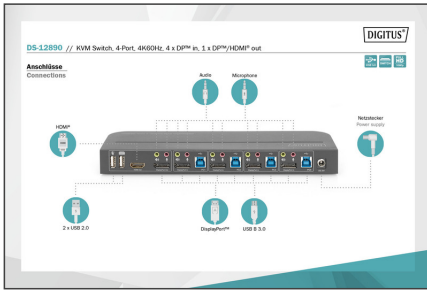 DIGITUS®
DS-12890 // KVM Switch, 4-Port, 4K60Hz, 4 x DP™ in, 1 x DP™/HDMI® out
Anschlüsse
Connections
Audio
Microphone
HDMI®
Netzstecker
Power supply
2 x USB 2.0
DisplayPort™
USB B 3.0